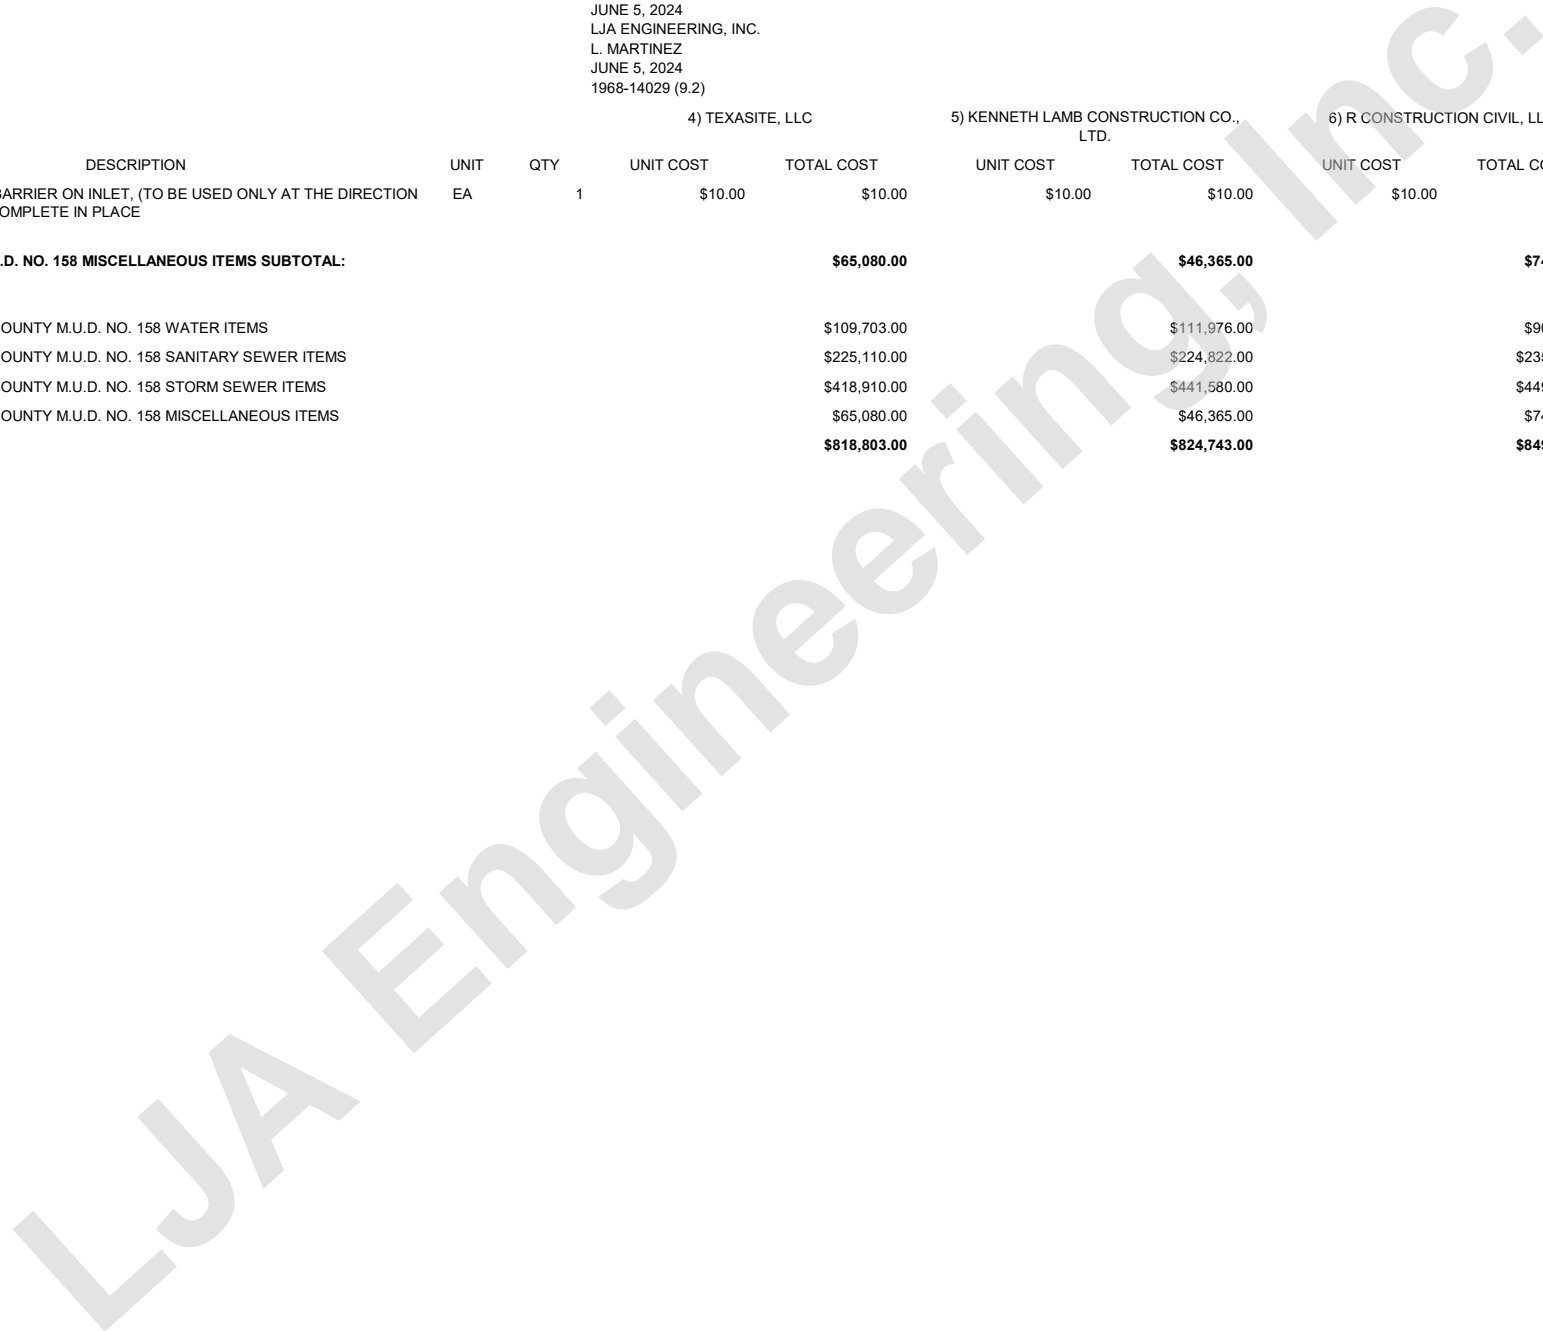 JUNE 5, 2024
LJA ENGINEERING, INC.
L. MARTINEZ
JUNE 5, 2024
1968-14029 (9.2)
4) TEXASITE, LLC 5) KENNETH LAMB CONSTRUCTION CO., 6) R CONSTRUCTION CIVIL,
LTD.
DESCRIPTION UNIT QTY UNIT COST TOTAL COST UNIT COST TOTAL COST UNIT COST TOTAL
BARRIER ON INLET, (TO BE USED ONLY AT THE DIRECTION EA 1 $10.00 $10.00 $10.00 $10.00 $10.00
OMPLETE IN PLACE
.D. NO. 158 MISCELLANEOUS ITEMS SUBTOTAL: $65,080.00 $46,365.00
OUNTY M.U.D. NO. 158 WATER ITEMS $109,703.00 $111,976.00
OUNTY M.U.D. NO. 158 SANITARY SEWER ITEMS $225,110.00 $224,822.00
OUNTY M.U.D. NO. 158 STORM SEWER ITEMS $418,910.00 $441,580.00
OUNTY M.U.D. NO. 158 MISCELLANEOUS ITEMS $65,080.00 $46,365.00
$818,803.00 $824,743.00
LJA Engineering, Inc.